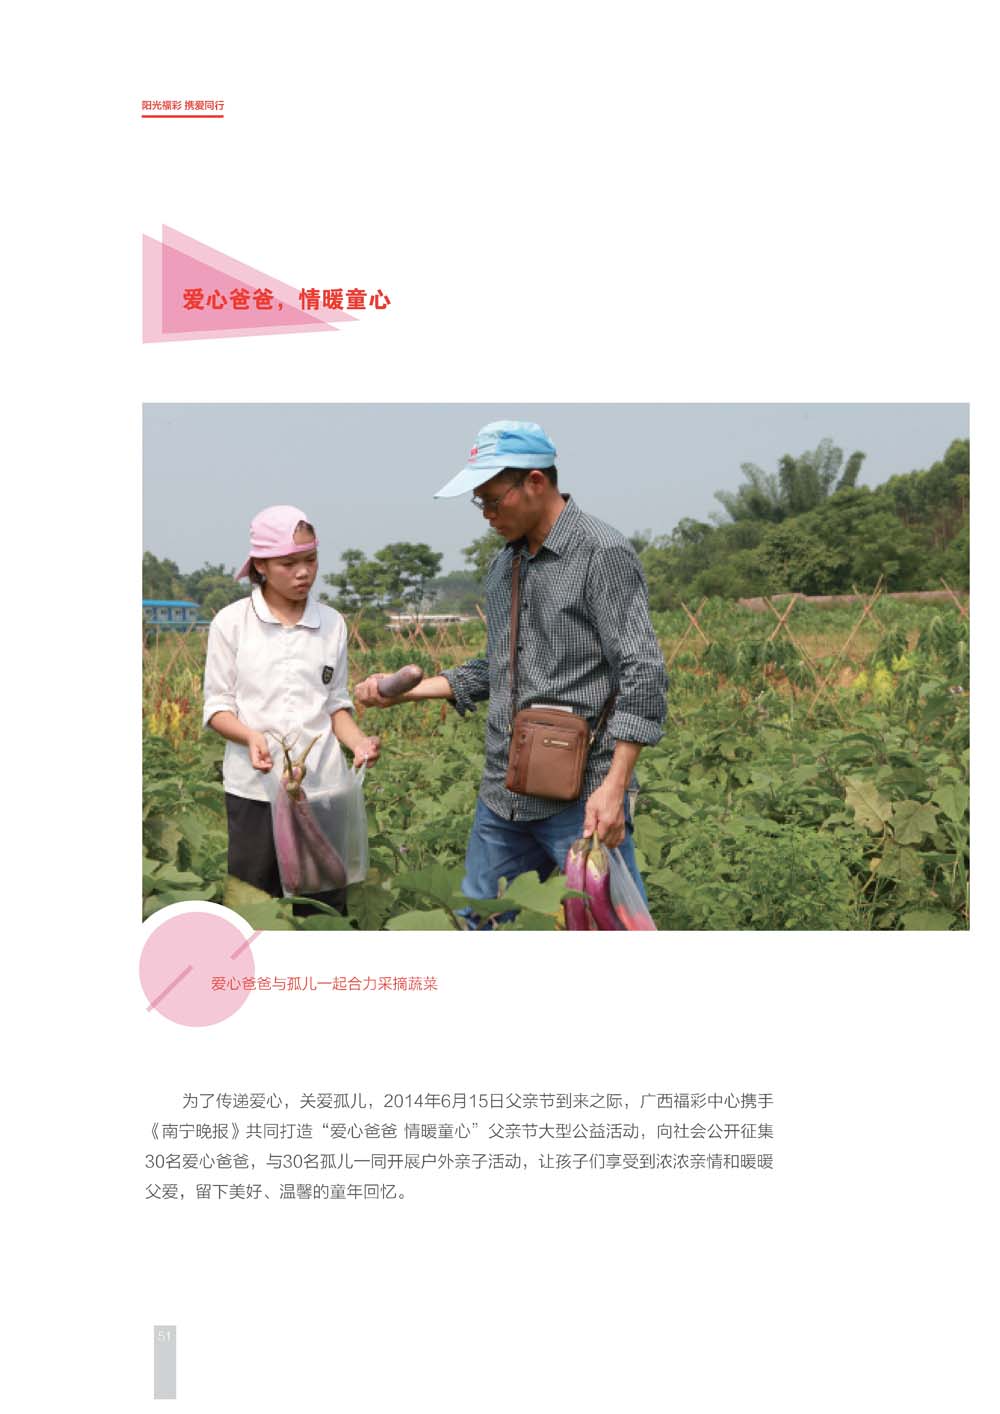 阳光福彩 携爱同行
爱心爸爸，情暖童心
爱心爸爸与孤儿一起合力采摘蔬菜
为了传递爱心，关爱孤儿，2014年6月15日父亲节到来之际，广西福彩中心携手
《南宁晚报》共同打造“爱心爸爸 情暖童心”父亲节大型公益活动，向社会公开征集
30名爱心爸爸，与30名孤儿一同开展户外亲子活动，让孩子们享受到浓浓亲情和暖暖
父爱，留下美好、温馨的童年回忆。
51